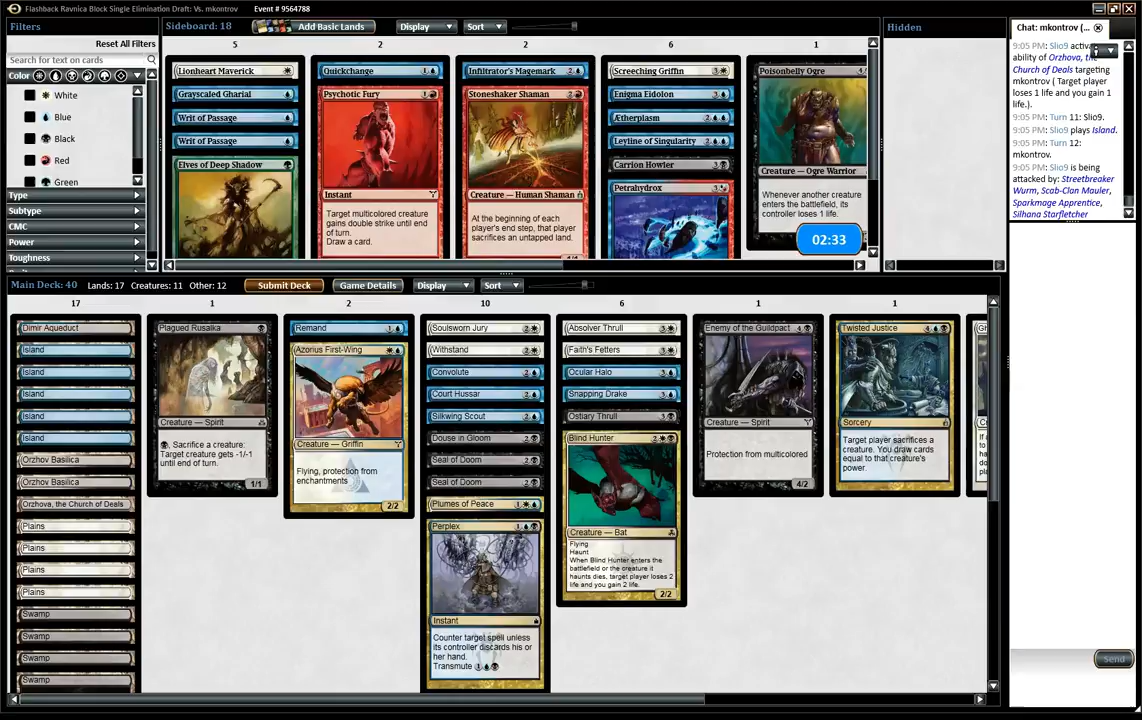 Flashback Ravnica Block Single Elimination Draft: Vs. mkontrov Event # 9564788
Filters
Reset All Filters
Search for text on cards
Color
White
Blue
Black
Red
Green
Type
Subtype
CMC
Power
Toughness
Sideboard: 18
Add Basic Lands
Display
Sort
5
2
2
6
1
Lionheart Maverick
Grayscaled Gharial
Writ of Passage
Writ of Passage
Elves of Deep Shadow
Quickchange
Psychotic Fury
Instant
Target multicolored creature
gains double strike until end
of turn.
Draw a card.
Infiltrator's Magemark
Stoneshaker Shaman
Creature — Human Shaman
At the beginning of each
player's end step, that player
sacrifices an untapped land.
Screeching Griffin
Enigma Eidolon
Ætherplasm
Leyline of Singularity
Carrion Howler
Petrahydrox
Poisonbelly Ogre
Creature — Ogre Warrior
Whenever another creature
enters the battlefield, its
controller loses 1 life.
02:33
Hidden
Chat: mkontrov (...
9:05 PM: Slio9
ability of Orzhova, the
Church of Deals targeting
mkontrov ( Target player
loses 1 life and you gain 1
life.).
9:05 PM: Turn 11: Slio9.
9:05 PM: Slio9 plays Island.
9:05 PM: Turn 12:
mkontrov.
9:05 PM: Slio9 is being
attacked by: Streetbreaker
Wurm, Scab-Clan Mauler,
Sparkmage Apprentice,
Silhana Starfletcher
Send
Main Deck: 40 Lands: 17 Creatures: 11 Other: 12
Submit Deck
Game Details
Display
Sort
17
1
2
10
6
1
1
Dimir Aqueduct
Island
Island
Island
Island
Island
Orzhov Basilica
Orzhov Basilica
Orzhova, the Church of Deals
Plains
Plains
Plains
Plains
Swamp
Swamp
Swamp
Swamp
Plagued Rusalka
Creature — Spirit
, Sacrifice a creature:
Target creature gets -1/-1
until end of turn.
1/1
Remand
Azorius First-Wing
Creature — Griffin
Flying, protection from
enchantments
2/2
Soulsworn Jury
Withstand
Convolute
Court Hussar
Silkwing Scout
Douse in Gloom
Seal of Doom
Seal of Doom
Plumes of Peace
Perplex
Instant
Counter target spell unless
its controller discards his or
her hand.
Transmute
Absolver Thrull
Faith's Fetters
Ocular Halo
Snapping Drake
Ostiary Thrull
Blind Hunter
Creature — Bat
Flying
Haunt
When Blind Hunter enters the
battlefield or the creature it
haunts dies, target player loses 2
life and you gain 2 life.
2/2
Enemy of the Guildpact
Creature — Spirit
Protection from multicolored
4/2
Twisted Justice
Sorcery
Target player sacrifices a
creature. You draw cards
equal to that creature's
power.